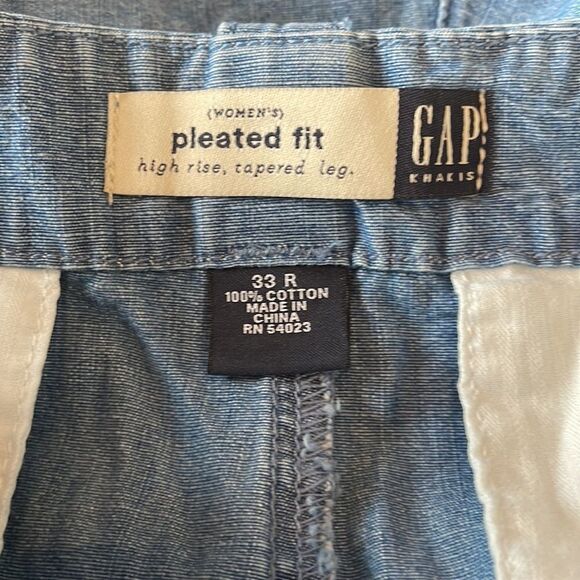 (WOMEN'S)
pleated fit
high rise, tapered leg.
GAP
KHAKIS
33 R
100% COTTON
MADE IN
CHINA
RN 54023